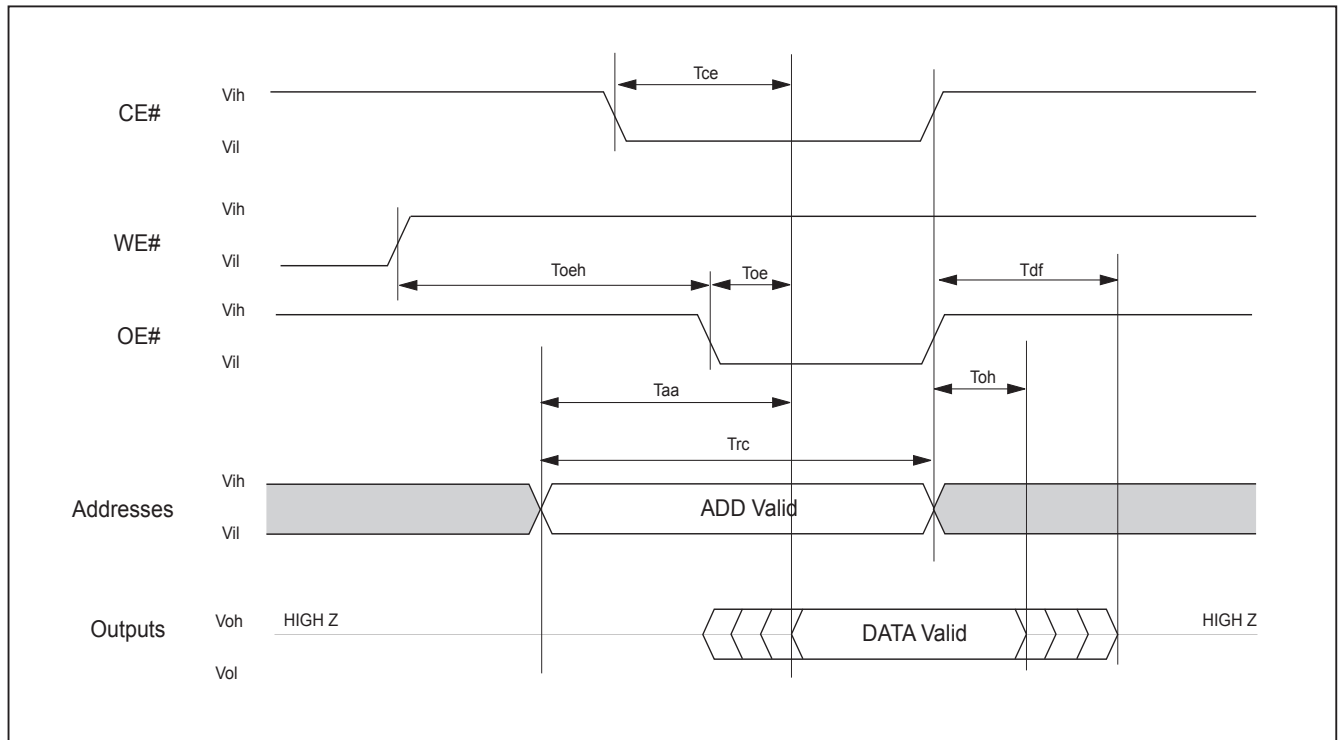 Tce
CE#
Vih
Vil
WE#
Vih
Vil
Toeh
Toe
Tdf
OE#
Vih
Vil
Toh
Taa
Trc
Addresses
Vih
Vil
ADD Valid
Outputs
Voh
HIGH Z
DATA Valid
HIGH Z
Vol